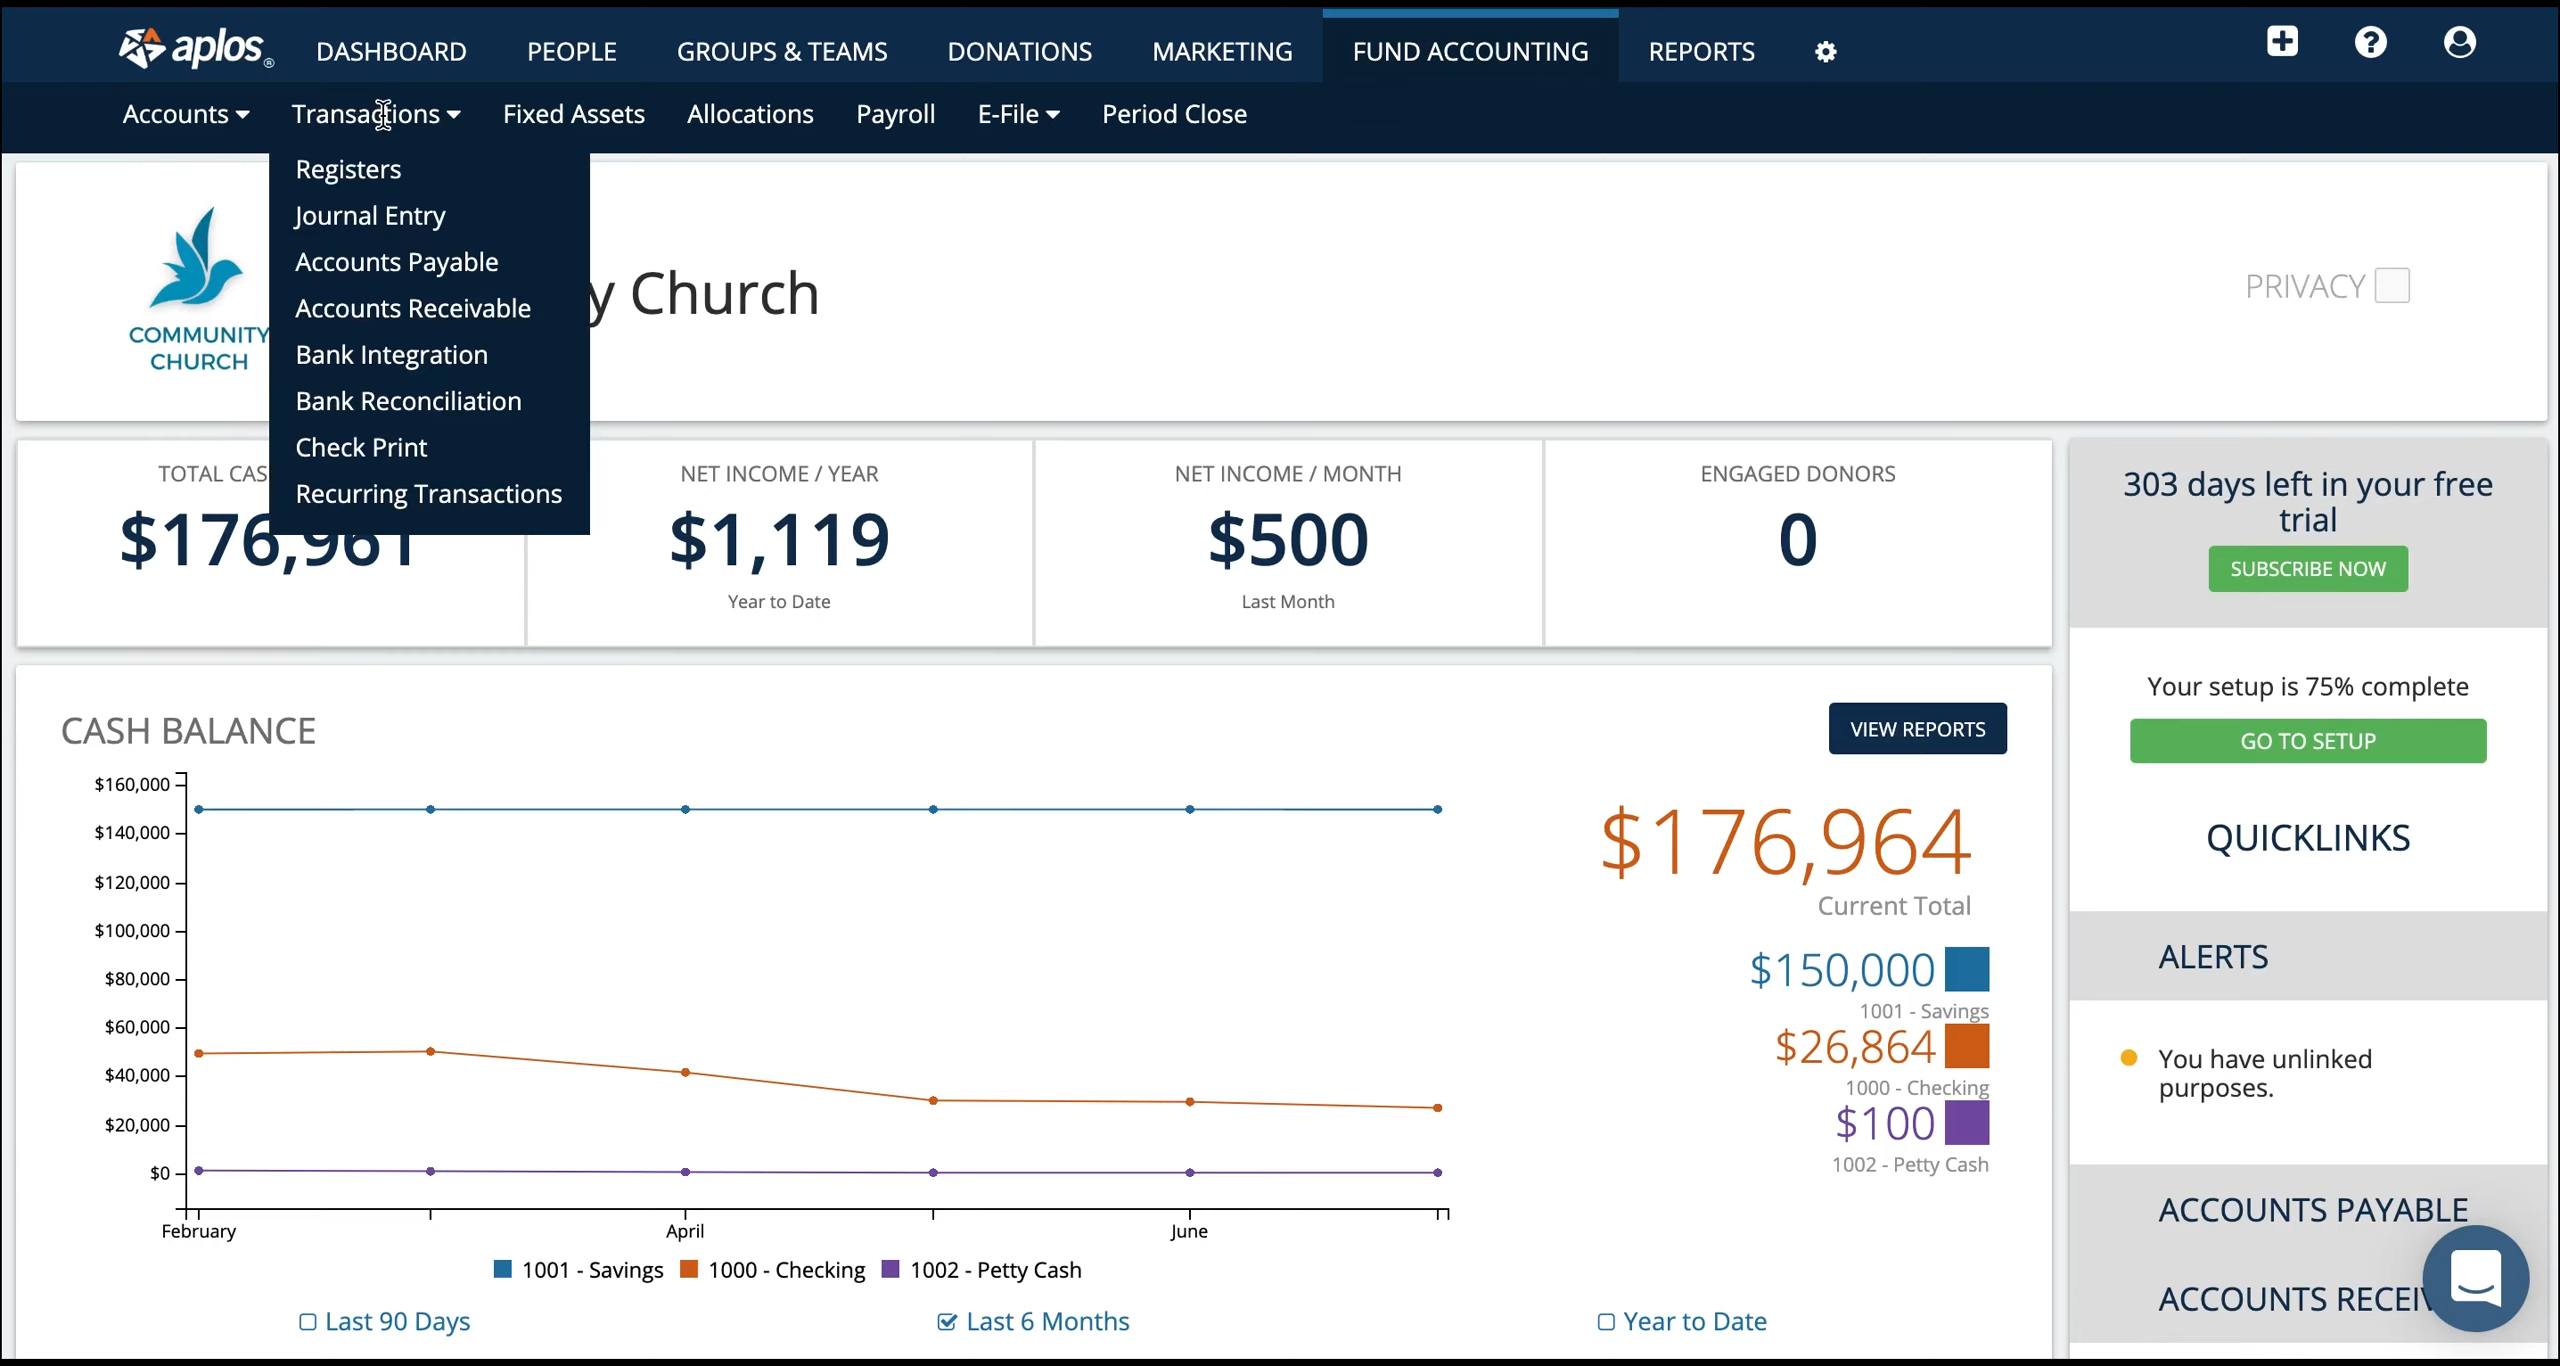 aplos®
DASHBOARD PEOPLE GROUPS & TEAMS DONATIONS MARKETING FUND ACCOUNTING REPORTS
Accounts Transactions Fixed Assets Allocations Payroll E-File Period Close
Registers
Journal Entry
Accounts Payable
Accounts Receivable
Bank Integration
Bank Reconciliation
Check Print
Recurring Transactions
COMMUNITY
CHURCH
y Church
PRIVACY
TOTAL CAS
NET INCOME / YEAR
$1,119
Year to Date
NET INCOME / MONTH
$500
Last Month
ENGAGED DONORS
0
303 days left in your free
trial
SUBSCRIBE NOW
Your setup is 75% complete
GO TO SETUP
QUICKLINKS
ALERTS
You have unlinked
purposes.
ACCOUNTS PAYABLE
ACCOUNTS RECEI
CASH BALANCE
VIEW REPORTS
$160,000
$140,000
$120,000
$100,000
$80,000
$60,000
$40,000
$20,000
$0
February April June
$176,964
Current Total
$150,000
1001 - Savings
$26,864
1000 - Checking
$100
1002 - Petty Cash
1001 - Savings 1000 - Checking 1002 - Petty Cash
Last 90 Days Last 6 Months Year to Date